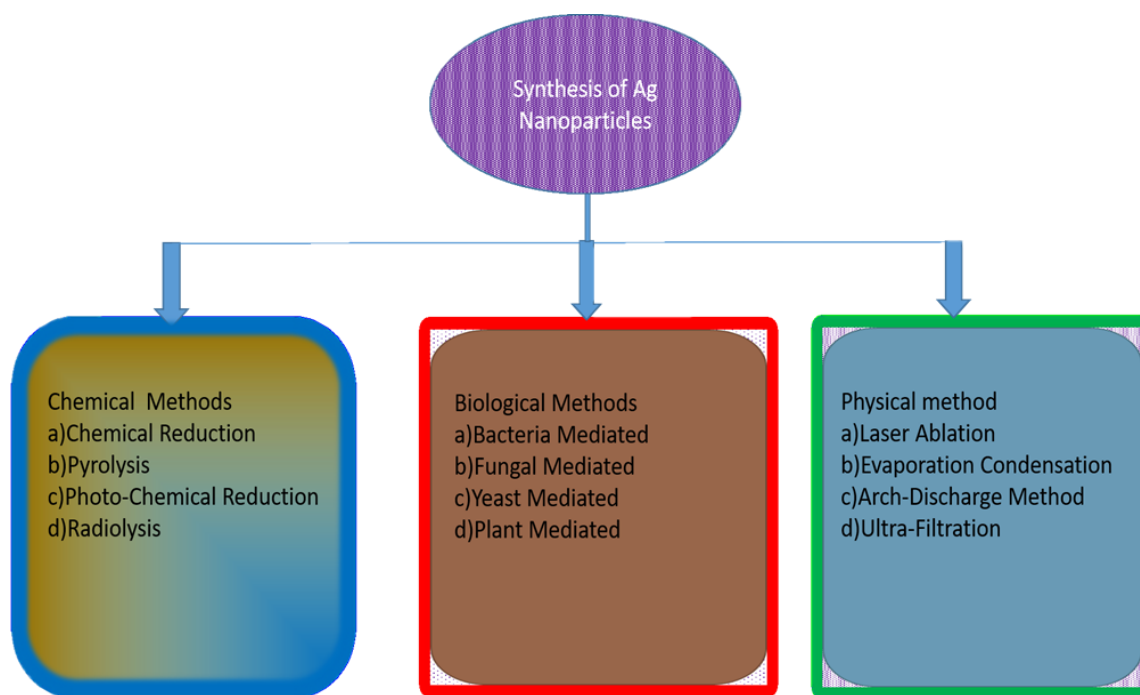 Synthesis of Ag
Nanoparticles
Chemical  Methods
a)Chemical Reduction
b)Pyrolysis
c)Photo-Chemical Reduction
d)Radiolysis
Biological Methods
a)Bacteria Mediated
b)Fungal Mediated
c)Yeast Mediated
d)Plant Mediated
Physical method
a)Laser Ablation
b)Evaporation Condensation
c)Arch-Discharge Method
d)Ultra-Filtration